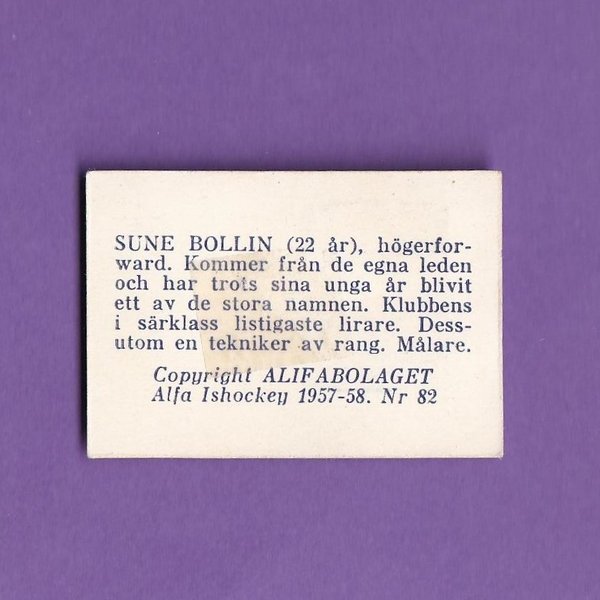 SUNE BOLLIN (22 år), högerfor-
ward. Kommer från de egna leden
och har trots sina unga år blivit
ett av de stora namnen. Klubbens
i särklass listigaste lirare. Dess-
utom en tekniker av rang. Målare.
Copyright ALIFABOLAGET
Alfa Ishockey 1957-58. Nr 82